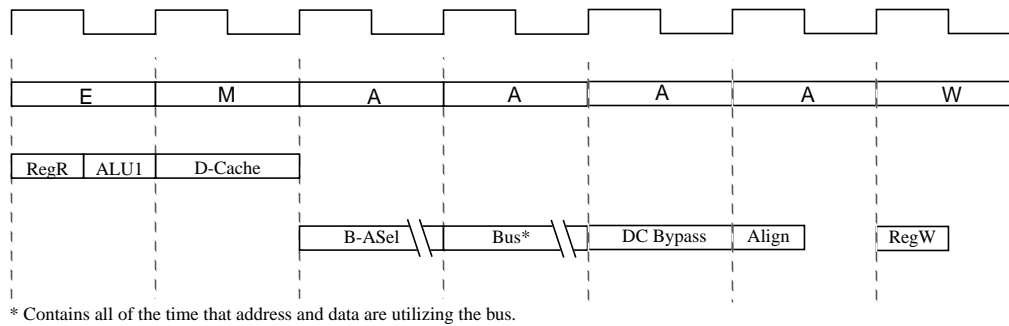 E M A A A A W
RegR ALU1 D-Cache
B-ASel Bus* DC Bypass Align RegW
* Contains all of the time that address and data are utilizing the bus.